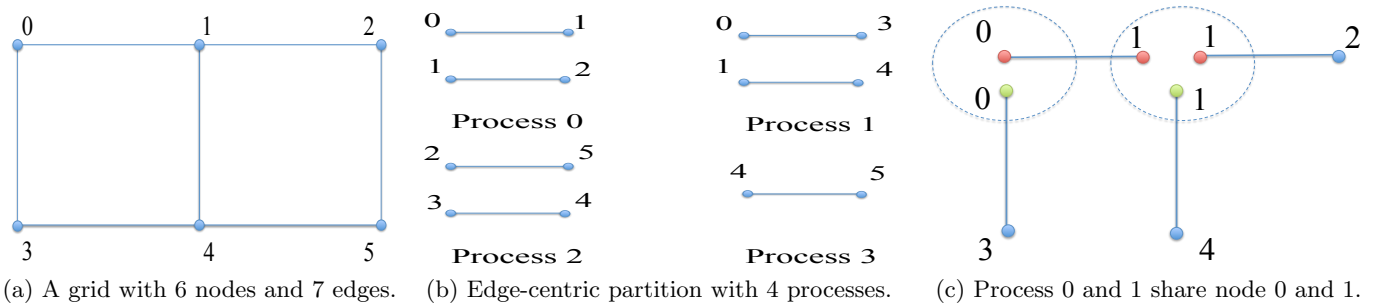 0 1 2
3 4 5
(a) A grid with 6 nodes and 7 edges.
0 1
1 2
Process 0
0 3
1 4
Process 1
2 5
3 4
Process 2
4 5
Process 3
(b) Edge-centric partition with 4 processes.
0 1 1 2
0 1
3 4
(c) Process 0 and 1 share node 0 and 1.